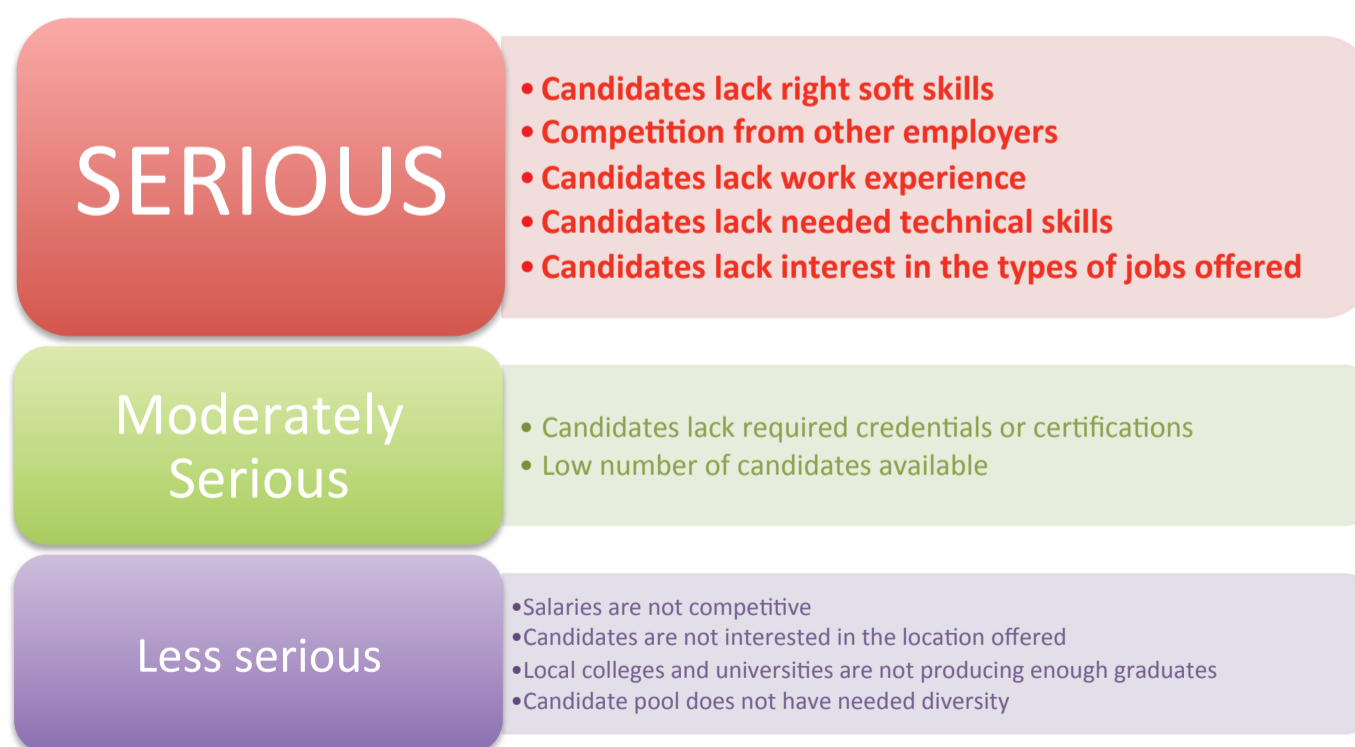 SERIOUS
• Candidates lack right soft skills
• Competition from other employers
• Candidates lack work experience
• Candidates lack needed technical skills
• Candidates lack interest in the types of jobs offered
Moderately
Serious
• Candidates lack required credentials or certifications
• Low number of candidates available
Less serious
•Salaries are not competitive
•Candidates are not interested in the location offered
•Local colleges and universities are not producing enough graduates
•Candidate pool does not have needed diversity